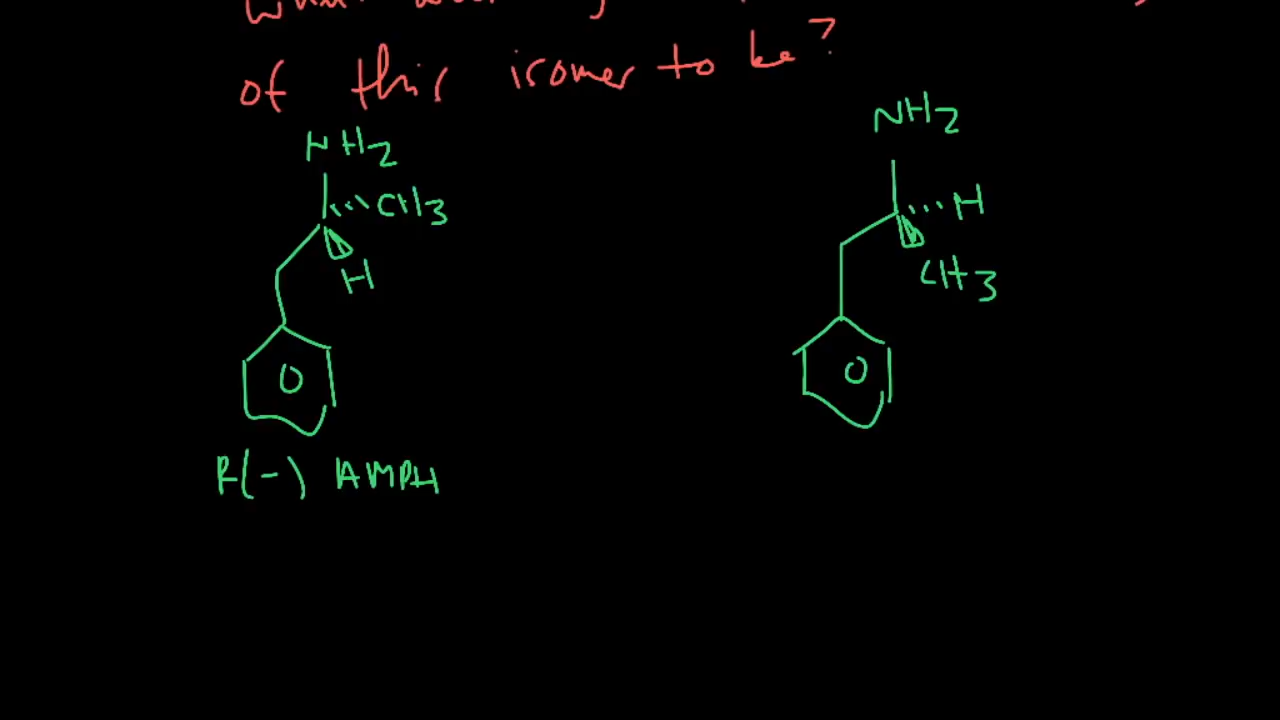 of this isomer to be?
NH2
NH2
CH3
H
H
CH3
R(-) AMPH